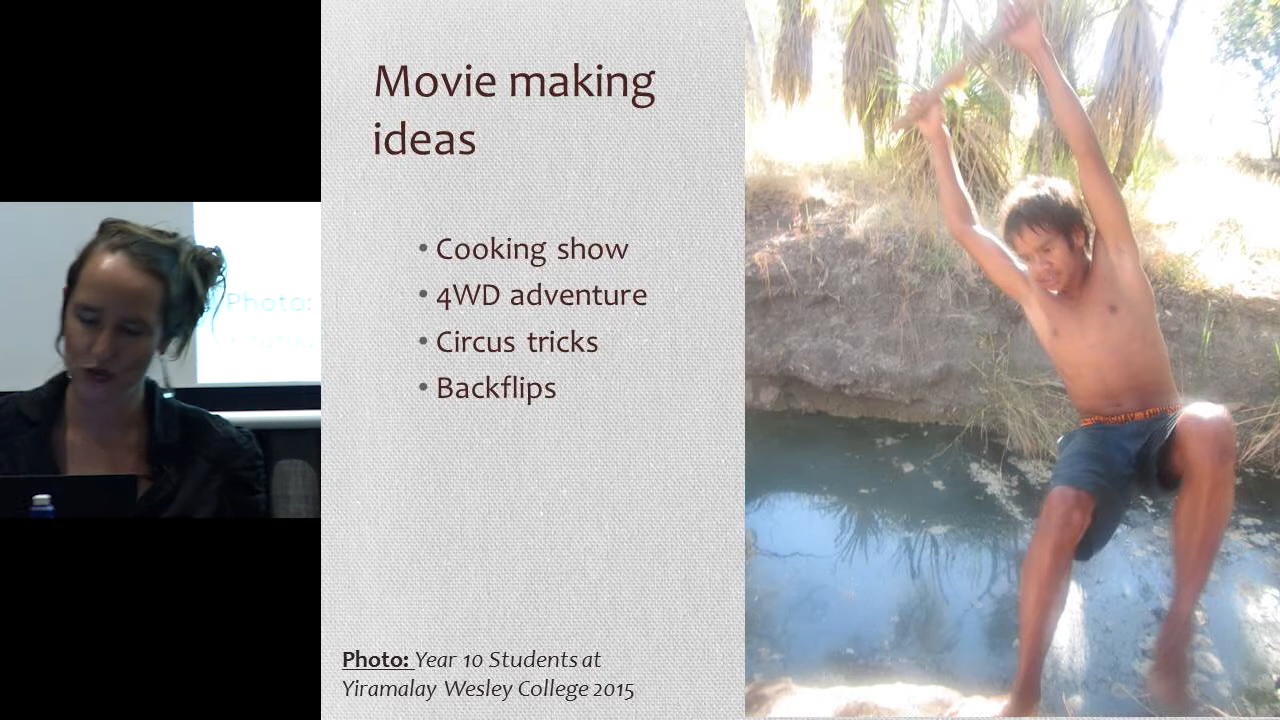 Movie making
ideas
• Cooking show
• 4WD adventure
• Circus tricks
• Backflips
Photo: Year 10 Students at
Yiramalay Wesley College 2015
Photo: